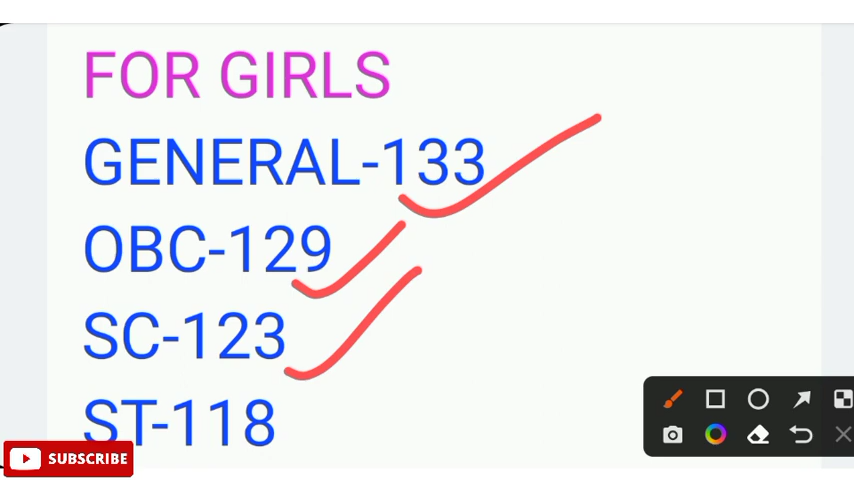 FOR GIRLS
GENERAL-133
OBC-129
SC-123
ST-118
SUBSCRIBE